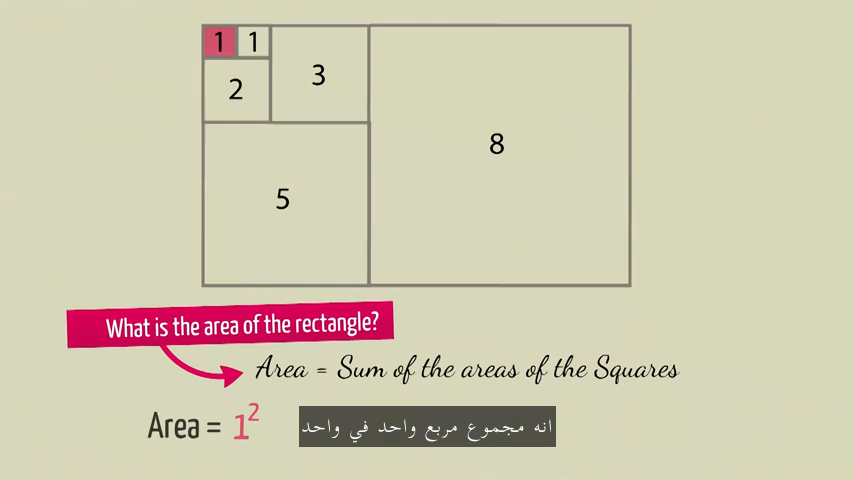 1 1
2
3
5
8
What is the area of the rectangle?
Area = Sum of the areas of the Squares
Area = 1²
انه مجموع مربع واحد في واحد